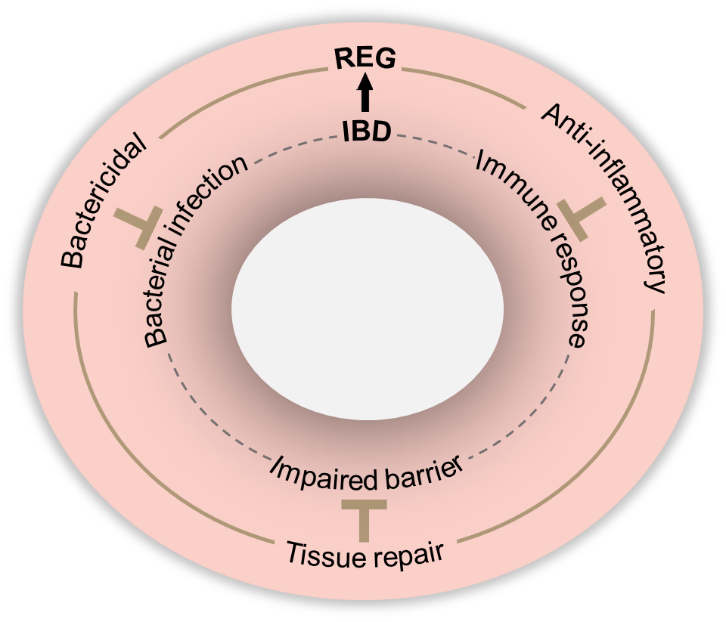 REG
IBD
Bactericidal
Bacterial infection
Immune response
Anti-inflammatory
Impaired barrier
Tissue repair